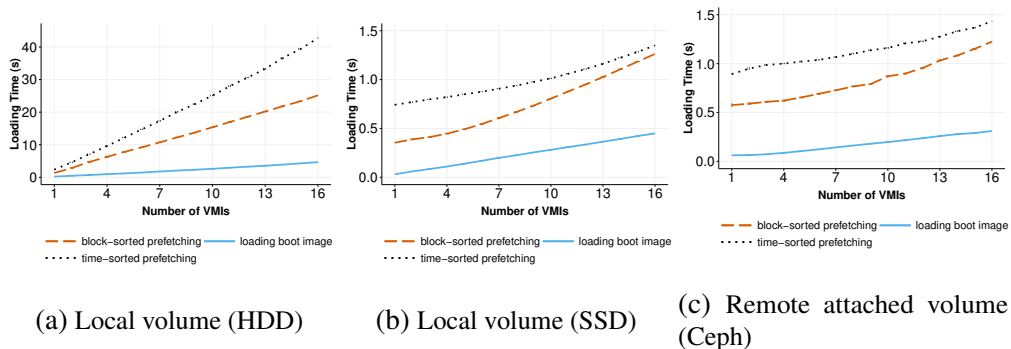 40
30
20
10
0
Loading Time (s)
1 4 7 10 13 16
Number of VMIs
block−sorted prefetching loading boot image
time−sorted prefetching
(a) Local volume (HDD)
1.5
1.0
0.5
0.0
Loading Time (s)
1 4 7 10 13 16
Number of VMIs
block−sorted prefetching loading boot image
time−sorted prefetching
(b) Local volume (SSD)
1.5
1.0
0.5
0.0
Loading Time (s)
1 4 7 10 13 16
Number of VMIs
block−sorted prefetching loading boot image
time−sorted prefetching
(c) Remote attached volume
(Ceph)